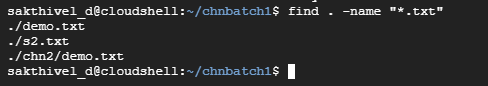 sakthivel_d@cloudshell:~/chnbatch1$ find . -name "*.txt"
./demo.txt
./s2.txt
./chn2/demo.txt
sakthivel_d@cloudshell:~/chnbatch1$